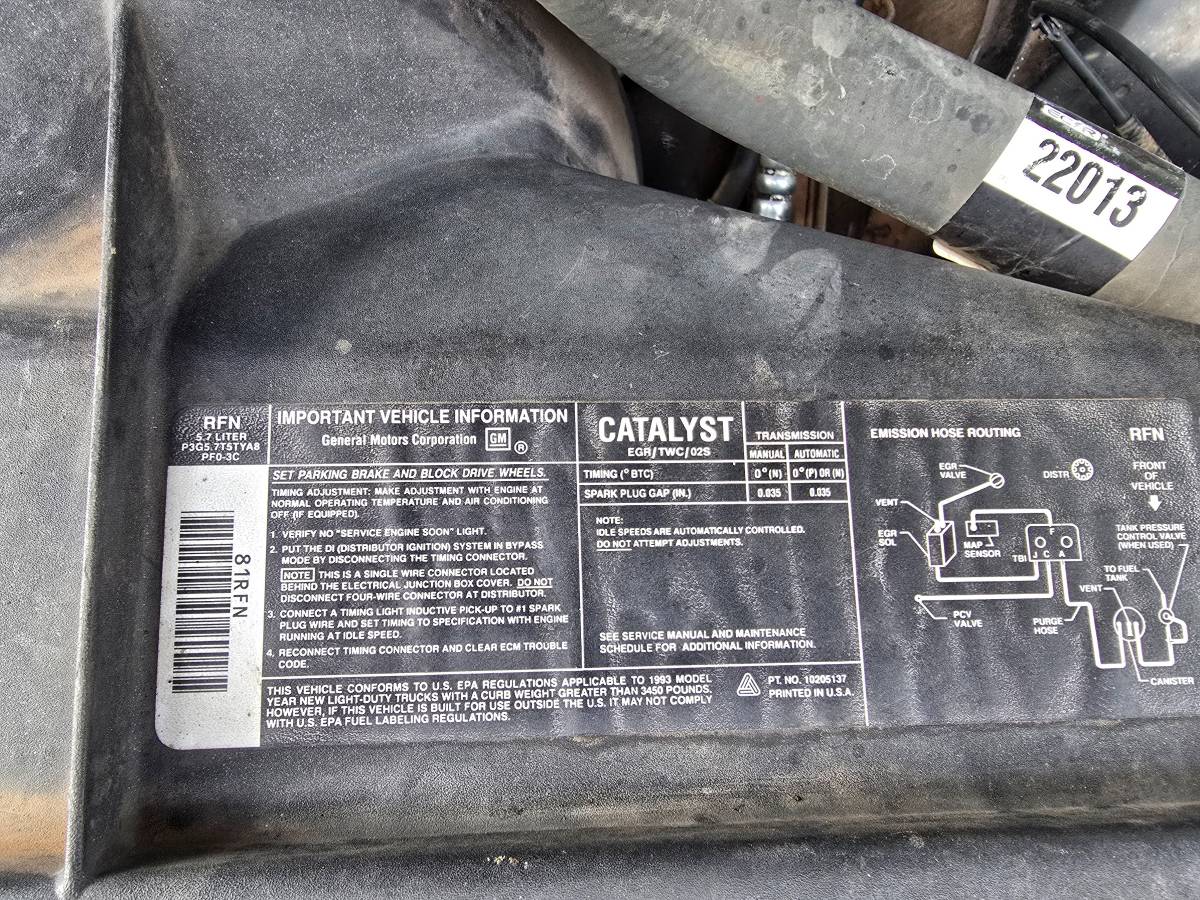 22013
RFN
5.7 LITER
P3G5.7T5TYA8
PF0-3C
81RFN
IMPORTANT VEHICLE INFORMATION
General Motors Corporation GM ®
SET PARKING BRAKE AND BLOCK DRIVE WHEELS.
TIMING ADJUSTMENT: MAKE ADJUSTMENT WITH ENGINE AT
NORMAL OPERATING TEMPERATURE AND AIR CONDITIONING
OFF (IF EQUIPPED).
1. VERIFY NO "SERVICE ENGINE SOON" LIGHT.
2. PUT THE DI (DISTRIBUTOR IGNITION) SYSTEM IN BYPASS
MODE BY DISCONNECTING THE TIMING CONNECTOR.
NOTE THIS IS A SINGLE WIRE CONNECTOR LOCATED
BEHIND THE ELECTRICAL JUNCTION BOX COVER. DO NOT
DISCONNECT FOUR-WIRE CONNECTOR AT DISTRIBUTOR.
3. CONNECT A TIMING LIGHT INDUCTIVE PICK-UP TO #1 SPARK
PLUG WIRE AND SET TIMING TO SPECIFICATION WITH ENGINE
RUNNING AT IDLE SPEED.
4. RECONNECT TIMING CONNECTOR AND CLEAR ECM TROUBLE
CODE.
CATALYST
EGR/TWC/02S
TRANSMISSION
MANUAL AUTOMATIC
TIMING (° BTC) 0° (N) 0° (P) OR (N)
SPARK PLUG GAP (IN.) 0.035 0.035
NOTE:
IDLE SPEEDS ARE AUTOMATICALLY CONTROLLED.
DO NOT ATTEMPT ADJUSTMENTS.
SEE SERVICE MANUAL AND MAINTENANCE
SCHEDULE FOR ADDITIONAL INFORMATION.
THIS VEHICLE CONFORMS TO U.S. EPA REGULATIONS APPLICABLE TO 1993 MODEL
YEAR NEW LIGHT-DUTY TRUCKS WITH A CURB WEIGHT GREATER THAN 3450 POUNDS.
HOWEVER, IF THIS VEHICLE IS BUILT FOR USE OUTSIDE THE U.S. IT MAY NOT COMPLY
WITH U.S. EPA FUEL LABELING REGULATIONS.
PT. NO. 10205137
PRINTED IN U.S.A.
EMISSION HOSE ROUTING
RFN
EGR
VALVE
DISTR
FRONT
OF
VEHICLE
VENT
EGR
SOL
MAP
SENSOR
TBI
F
J C A
TANK PRESSURE
CONTROL VALVE
(WHEN USED)
TO FUEL
TANK
VENT
PCV
VALVE
PURGE
HOSE
CANISTER